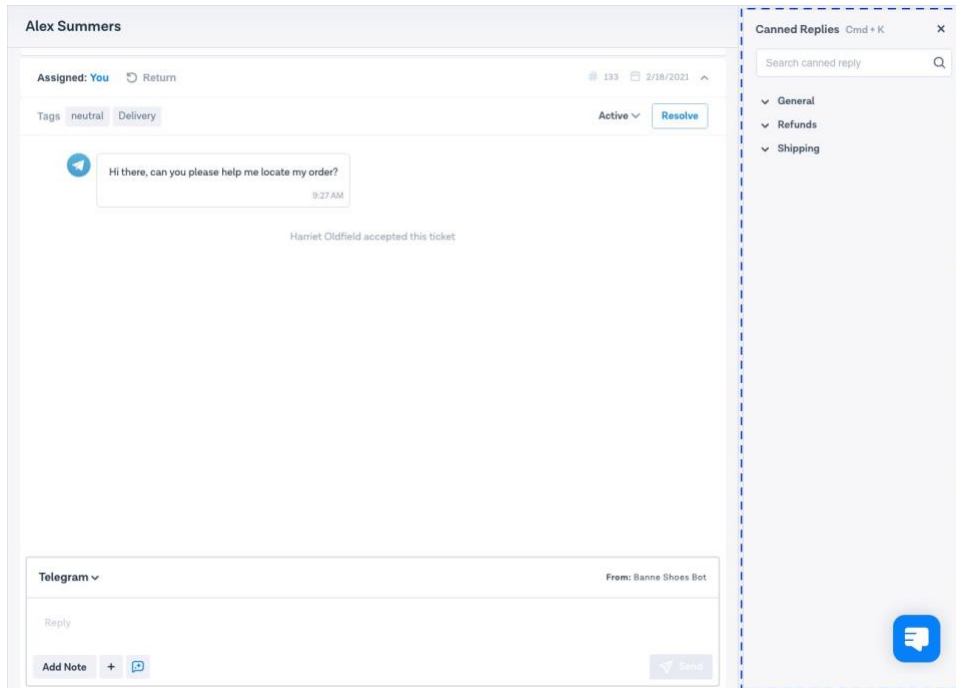 Alex Summers
Assigned: You Return # 133 2/18/2021
Tags neutral Delivery Active Resolve
Hi there, can you please help me locate my order?
9:27 AM
Harriet Oldfield accepted this ticket
Telegram From: Banne Shoes Bot
Reply
Add Note + Send
Canned Replies Cmd + K
Search canned reply
General
Refunds
Shipping